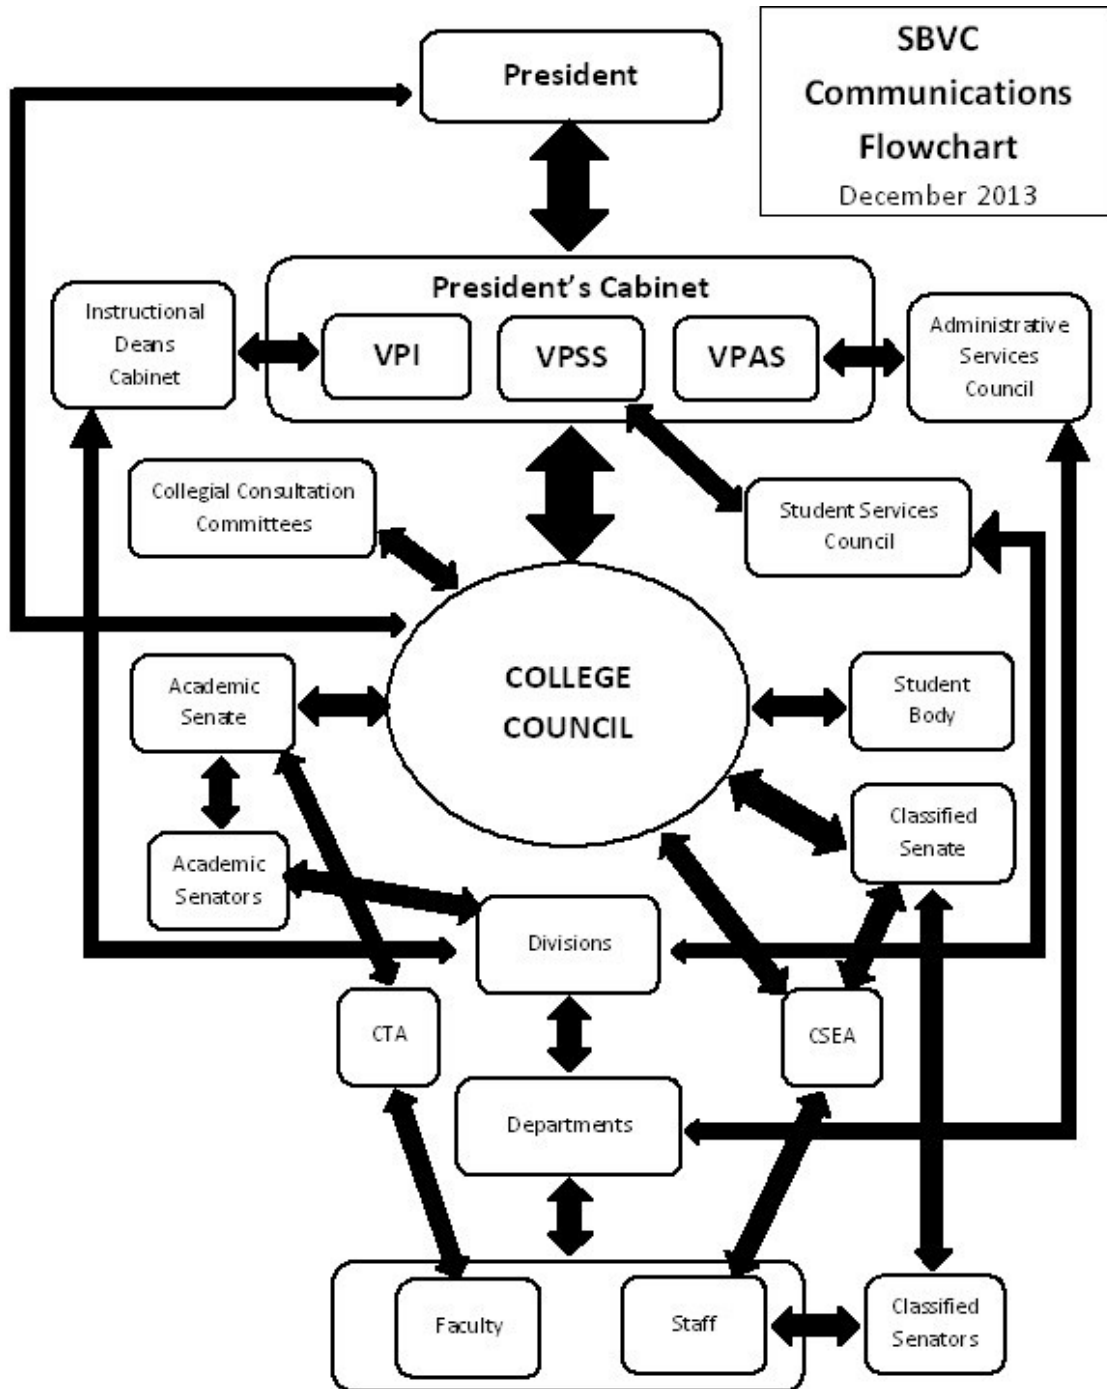 SBVC
Communications
Flowchart
December 2013
President
President's Cabinet
VPI
VPSS
VPAS
Instructional
Deans
Cabinet
Administrative
Services
Council
Collegial Consultation
Committees
Student Services
Council
COLLEGE
COUNCIL
Academic
Senate
Student
Body
Classified
Senate
Academic
Senators
Divisions
CTA
CSEA
Departments
Faculty
Staff
Classified
Senators